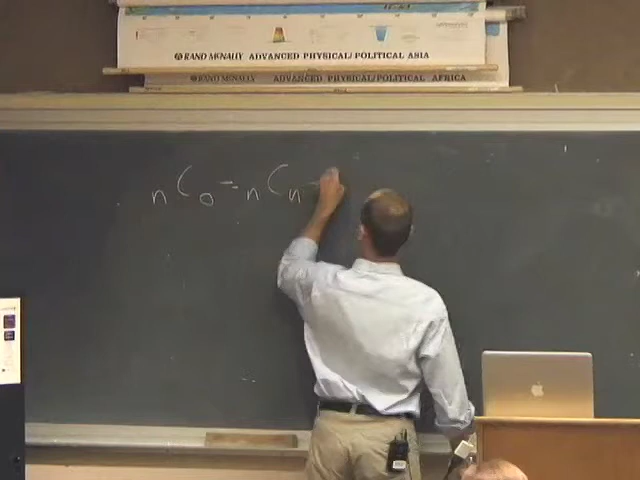 RAND McNALLY ADVANCED PHYSICAL/POLITICAL ASIA
RAND McNALLY ADVANCED PHYSICAL/POLITICAL AFRICA
nC0 = nCn